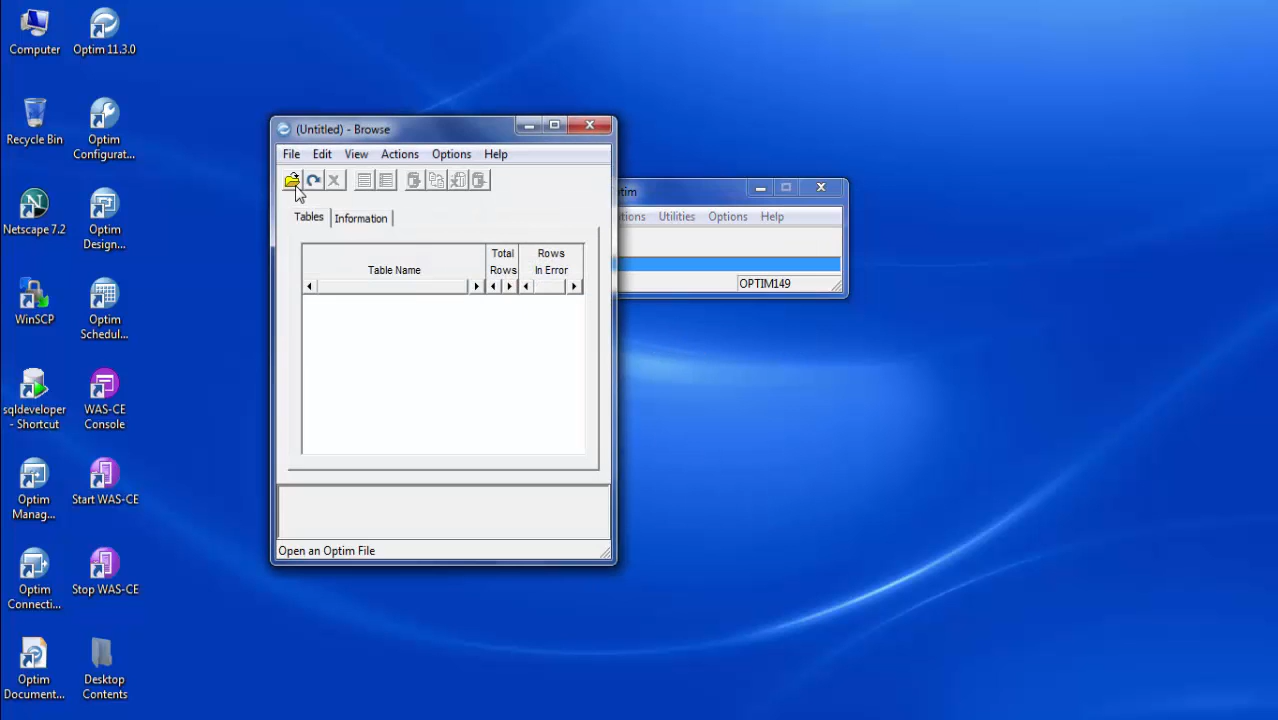 Computer
Optim 11.3.0
Recycle Bin
Optim
Configurat...
Netscape 7.2
Optim
Design...
WinSCP
Optim
Schedul...
sqldeveloper
- Shortcut
WAS-CE
Console
Optim
Manag...
Start WAS-CE
Optim
Connecti...
Stop WAS-CE
Optim
Document...
Desktop
Contents
(Untitled) - Browse
File Edit View Actions Options Help
Tables Information
Table Name
Total
Rows
Rows
In Error
Open an Optim File
tim
tions Utilities Options Help
OPTIM149